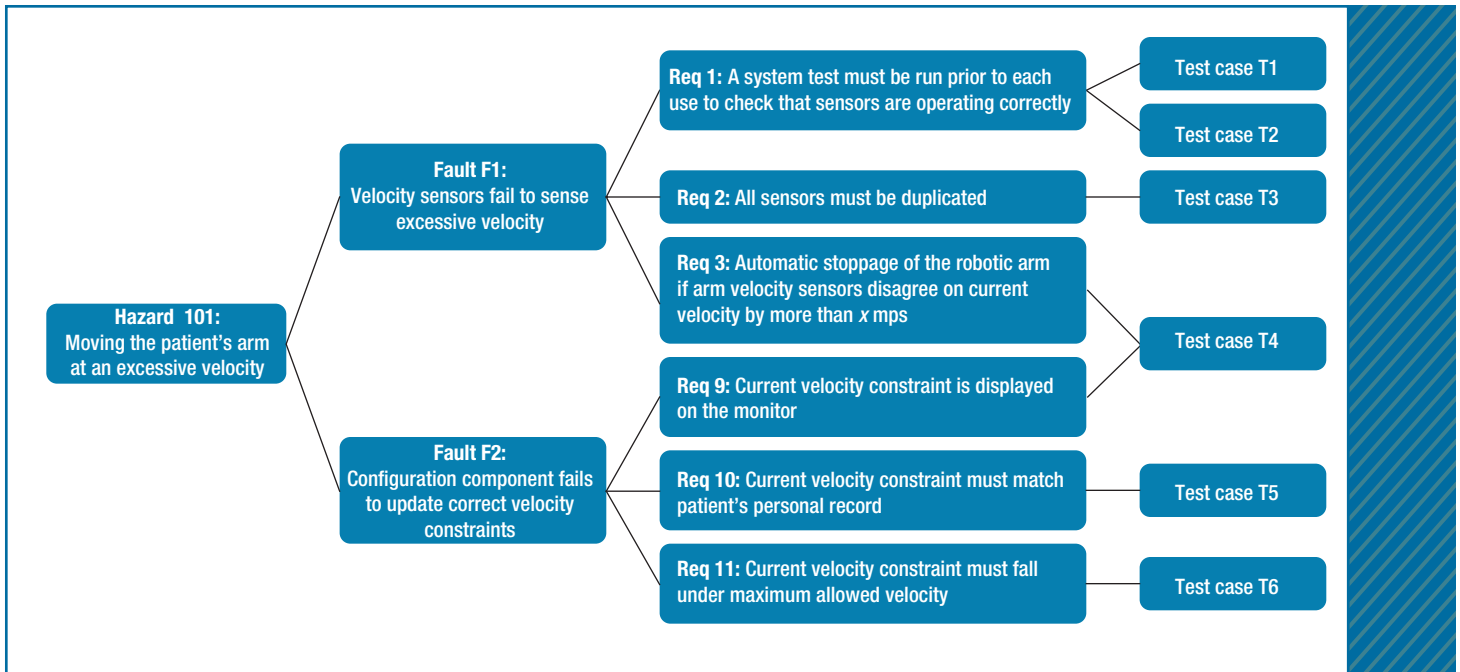 Hazard 101:
Moving the patient's arm
at an excessive velocity
Fault F1:
Velocity sensors fail to sense
excessive velocity
Req 1: A system test must be run prior to each
use to check that sensors are operating correctly
Test case T1
Test case T2
Req 2: All sensors must be duplicated
Test case T3
Req 3: Automatic stoppage of the robotic arm
if arm velocity sensors disagree on current
velocity by more than x mps
Test case T4
Fault F2:
Configuration component fails
to update correct velocity
constraints
Req 9: Current velocity constraint is displayed
on the monitor
Req 10: Current velocity constraint must match
patient's personal record
Test case T5
Req 11: Current velocity constraint must fall
under maximum allowed velocity
Test case T6